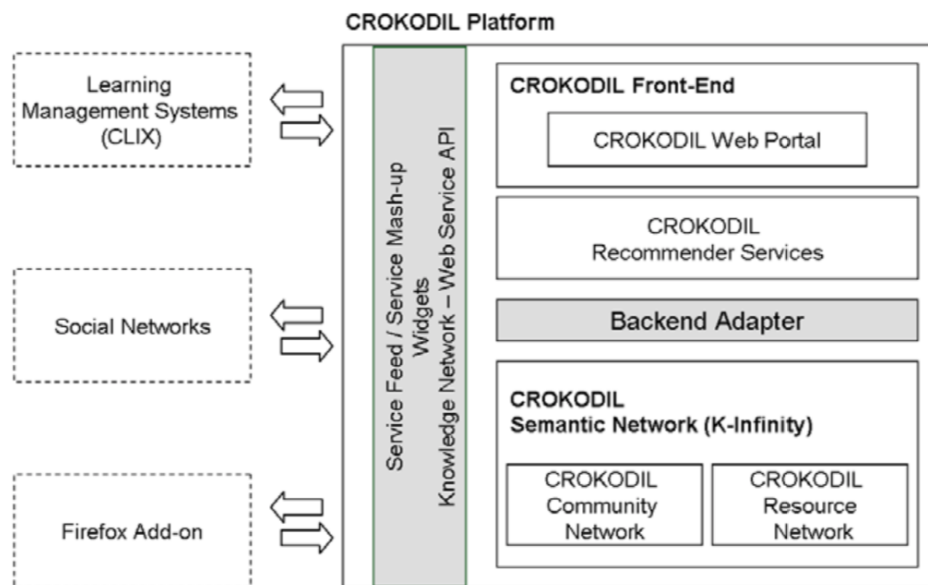 CROKODIL Platform
Learning
Management Systems
(CLIX)
Social Networks
Firefox Add-on
Service Feed / Service Mash-up
Widgets
Knowledge Network – Web Service API
CROKODIL Front-End
CROKODIL Web Portal
CROKODIL
Recommender Services
Backend Adapter
CROKODIL
Semantic Network (K-Infinity)
CROKODIL
Community
Network
CROKODIL
Resource
Network